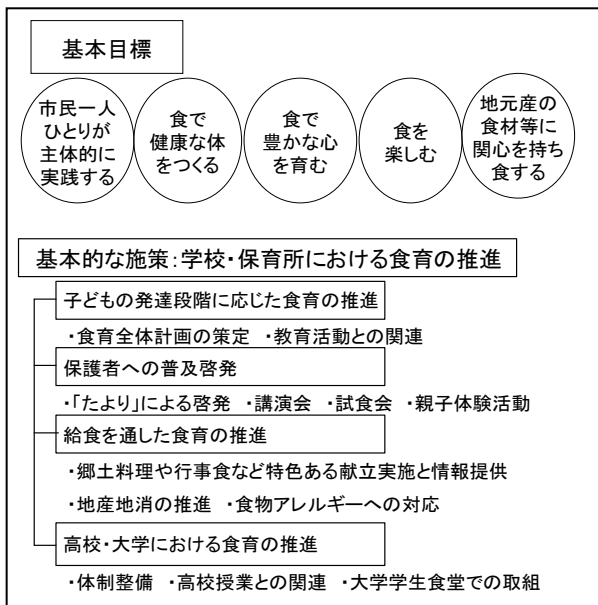 基本目標
市民一人
ひとりが
主体的に
実践する
食で
健康な体
をつくる
食で
豊かな心
を育む
食を
楽しむ
地元産の
食材等に
関心を持ち
食する
基本的な施策:学校・保育所における食育の推進
子どもの発達段階に応じた食育の推進
・食育全体計画の策定 ・教育活動との関連
保護者への普及啓発
・「たより」による啓発 ・講演会 ・試食会 ・親子体験活動
給食を通した食育の推進
・郷土料理や行事食など特色ある献立実施と情報提供
・地産地消の推進 ・食物アレルギーへの対応
高校・大学における食育の推進
・体制整備 ・高校授業との関連 ・大学学生食堂での取組